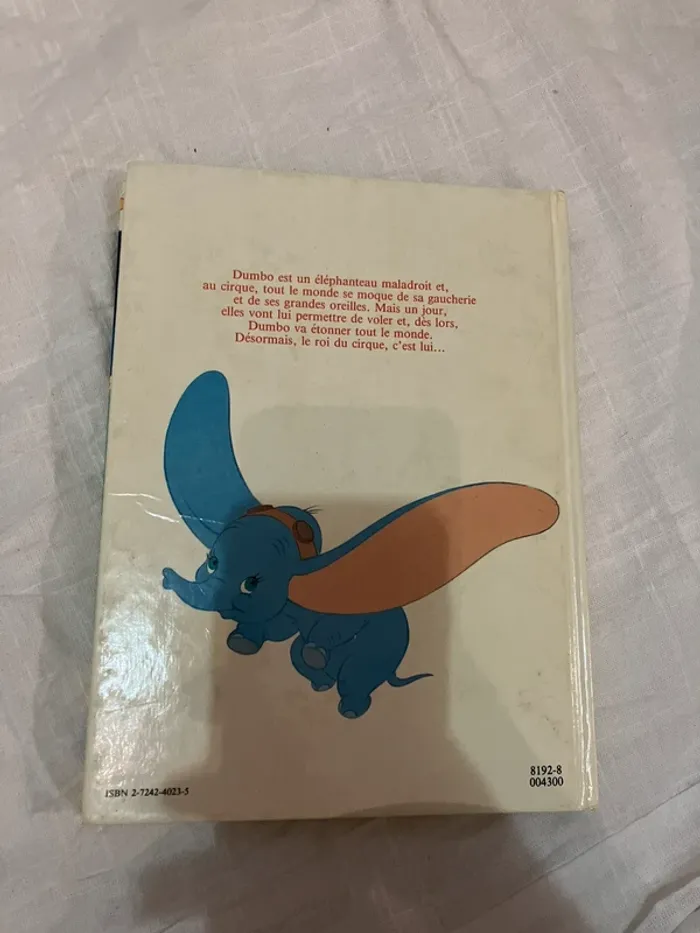 Dumbo est un éléphanteau maladroit et,
au cirque, tout le monde se moque de sa gaucherie
et de ses grandes oreilles. Mais un jour,
elles vont lui permettre de voler et, dès lors,
Dumbo va étonner tout le monde.
Désormais, le roi du cirque, c'est lui...
8192-8
004300
ISBN 2-7242-4023-5